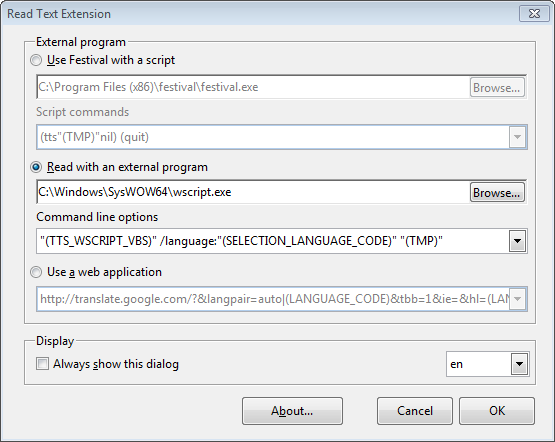 Read Text Extension
External program
Use Festival with a script
C:\Program Files (x86)\festival\festival.exe
Browse...
Script commands
(tts"(TMP)"nil) (quit)
Read with an external program
C:\Windows\SysWOW64\wscript.exe
Browse...
Command line options
"(TTS_WSCRIPT_VBS)" /language:"(SELECTION_LANGUAGE_CODE)" "(TMP)"
Use a web application
http://translate.google.com/?&langpair=auto|(LANGUAGE_CODE)&tbb=1&ie=&hl=(LAN
Display
Always show this dialog
en
About...
Cancel
OK